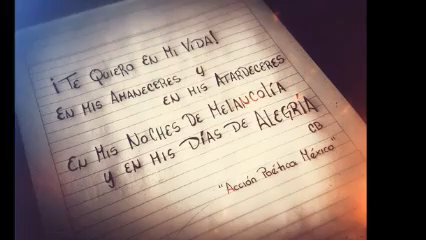 ¡Te Quiero en Mi Vida!
en mis Amaneceres y
en mis Atardeceres
en mis Noches de Melancolía
y en mis Días de Alegría
CB.
"Acción Poética México"